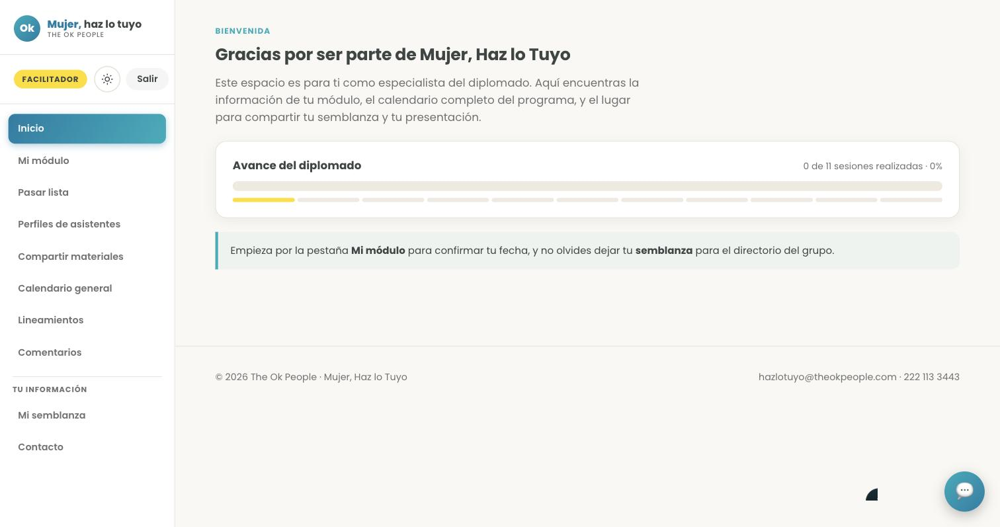 Ok
Mujer, haz lo tuyo
THE OK PEOPLE
FACILITADOR
Salir
Inicio
Mi módulo
Pasar lista
Perfiles de asistentes
Compartir materiales
Calendario general
Lineamientos
Comentarios
TU INFORMACIÓN
Mi semblanza
Contacto
BIENVENIDA
Gracias por ser parte de Mujer, Haz lo Tuyo
Este espacio es para ti como especialista del diplomado. Aquí encuentras la
información de tu módulo, el calendario completo del programa, y el lugar
para compartir tu semblanza y tu presentación.
Avance del diplomado
0 de 11 sesiones realizadas · 0%
Empieza por la pestaña Mi módulo para confirmar tu fecha, y no olvides dejar tu semblanza para el directorio del grupo.
© 2026 The Ok People · Mujer, Haz lo Tuyo
hazlotuyo@theokpeople.com · 222 113 3443